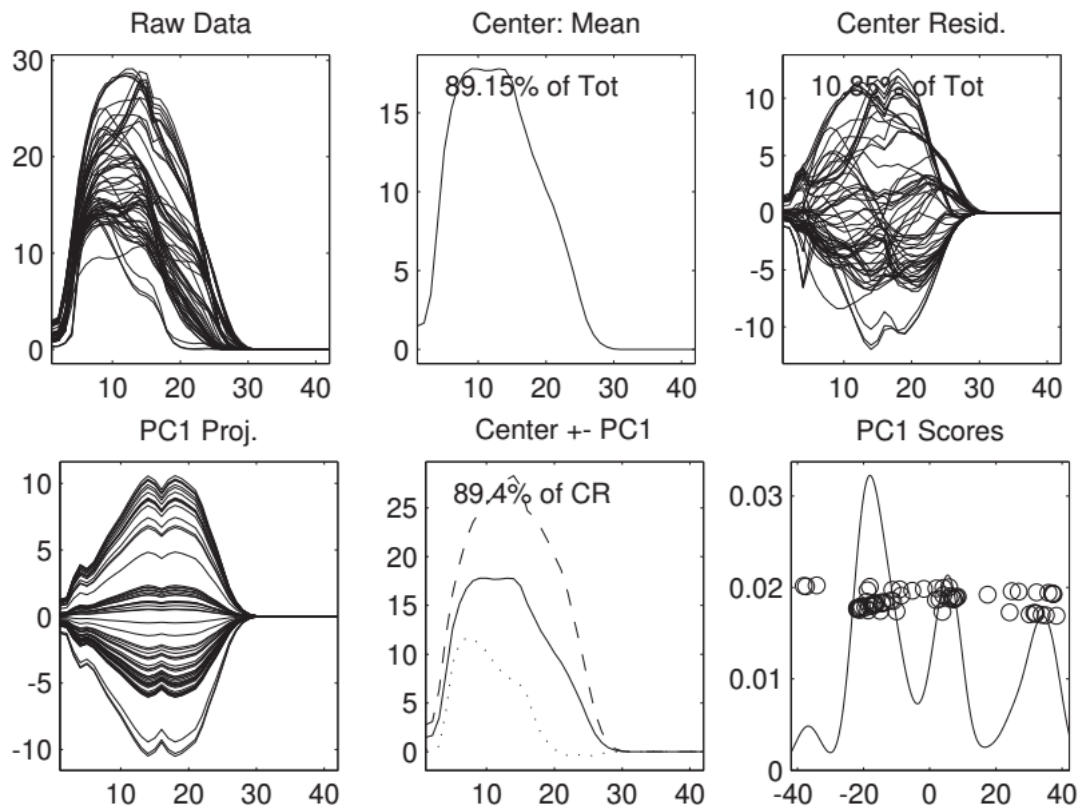 Raw Data Center: Mean Center Resid.
89.15% of Tot 10.85% of Tot
30 20 10 0
15 10 5 0
10 5 0 -5 -10
10 20 30 40 10 20 30 40 10 20 30 40
PC1 Proj. Center +- PC1 PC1 Scores
89.4% of CR
10 5 0 -5 -10
25 20 15 10 5 0
0.03 0.02 0.01 0
10 20 30 40 10 20 30 40 -40 -20 0 20 40